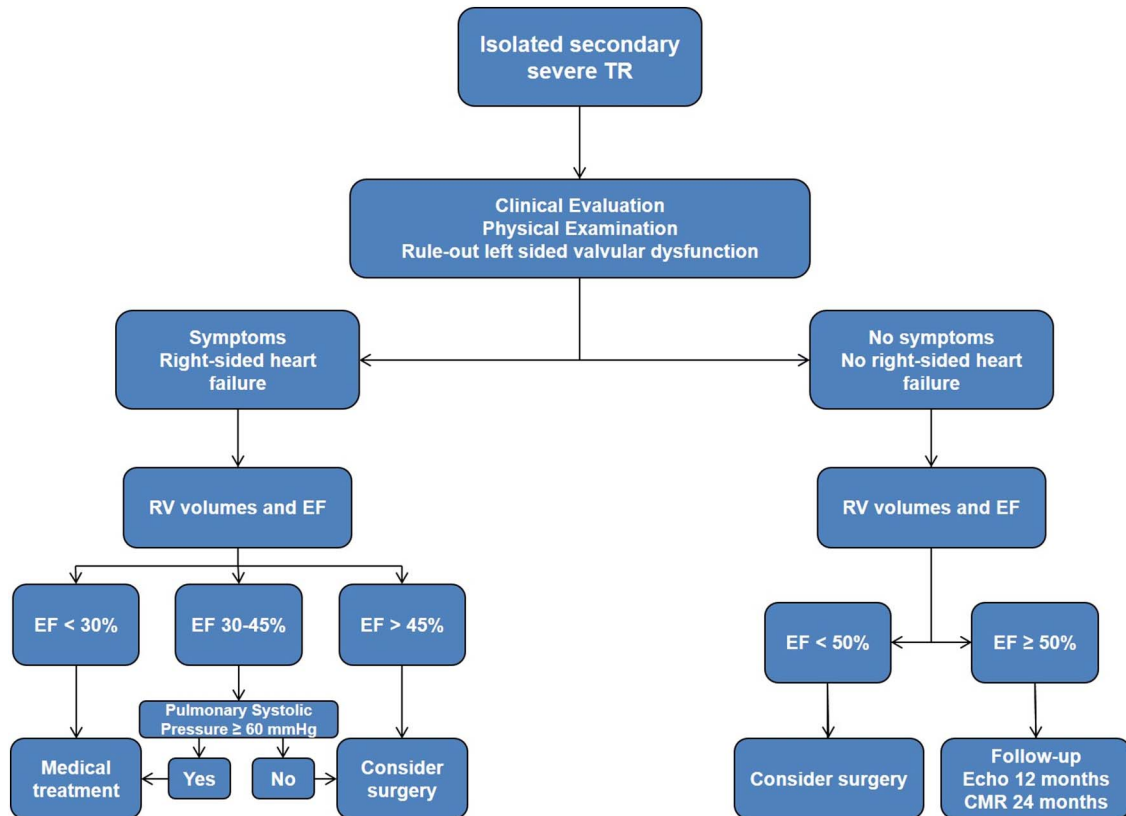 Isolated secondary
severe TR
Clinical Evaluation
Physical Examination
Rule-out left sided valvular dysfunction
Symptoms
Right-sided heart
failure
No symptoms
No right-sided heart
failure
RV volumes and EF
RV volumes and EF
EF < 30%
EF 30-45%
EF > 45%
EF < 50%
EF ≥ 50%
Pulmonary Systolic
Pressure ≥ 60 mmHg
Medical
treatment
Yes
No
Consider
surgery
Consider surgery
Follow-up
Echo 12 months
CMR 24 months